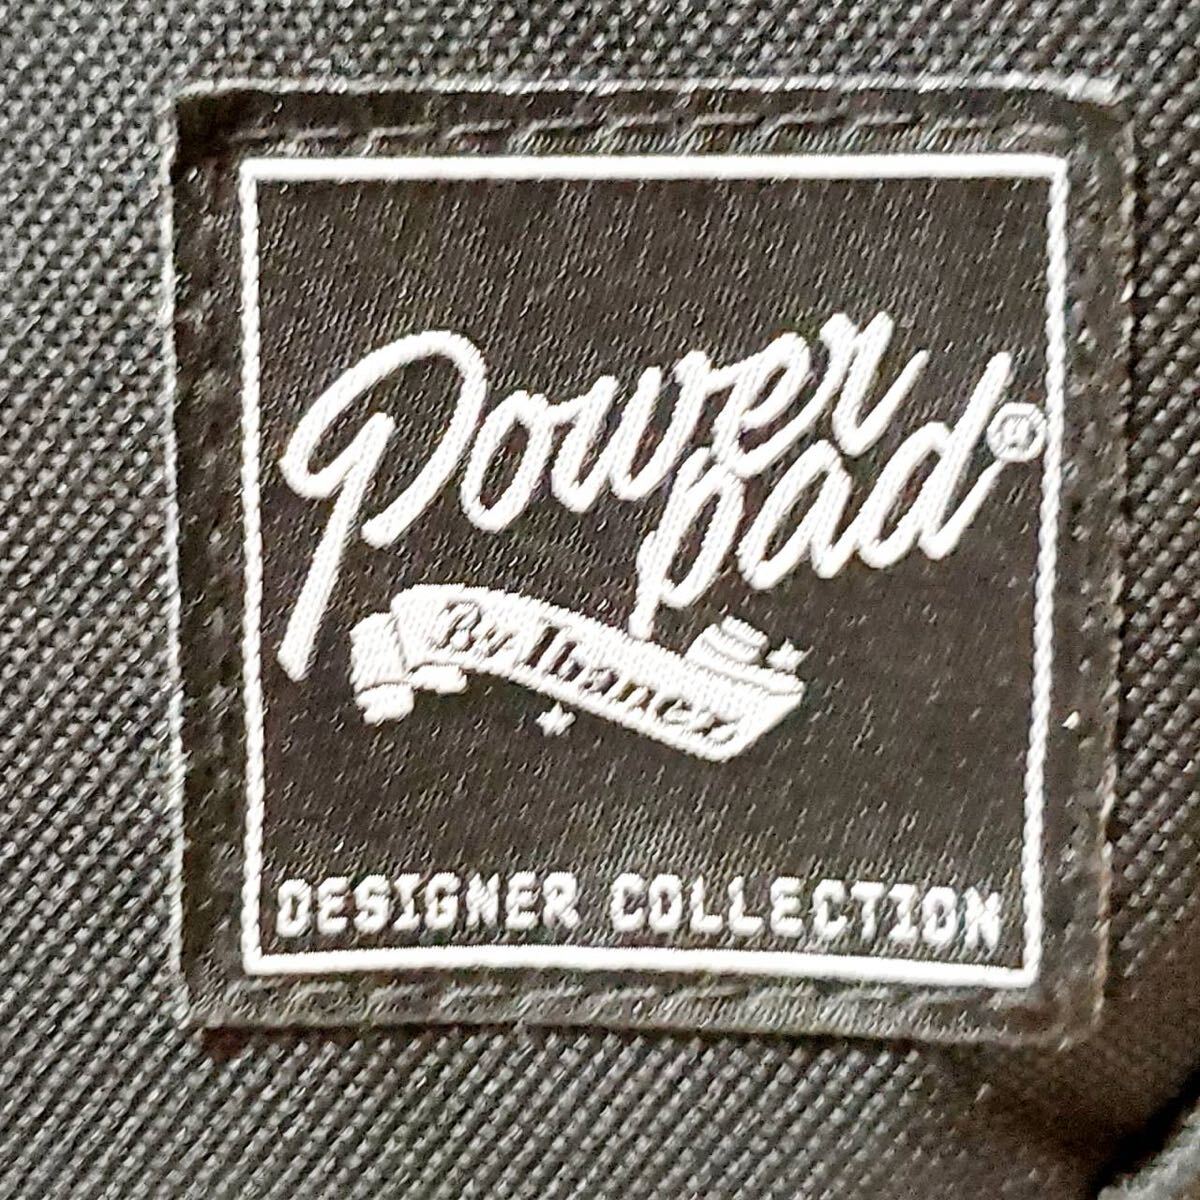 Power
pad®
By Ibanez
DESIGNER COLLECTION